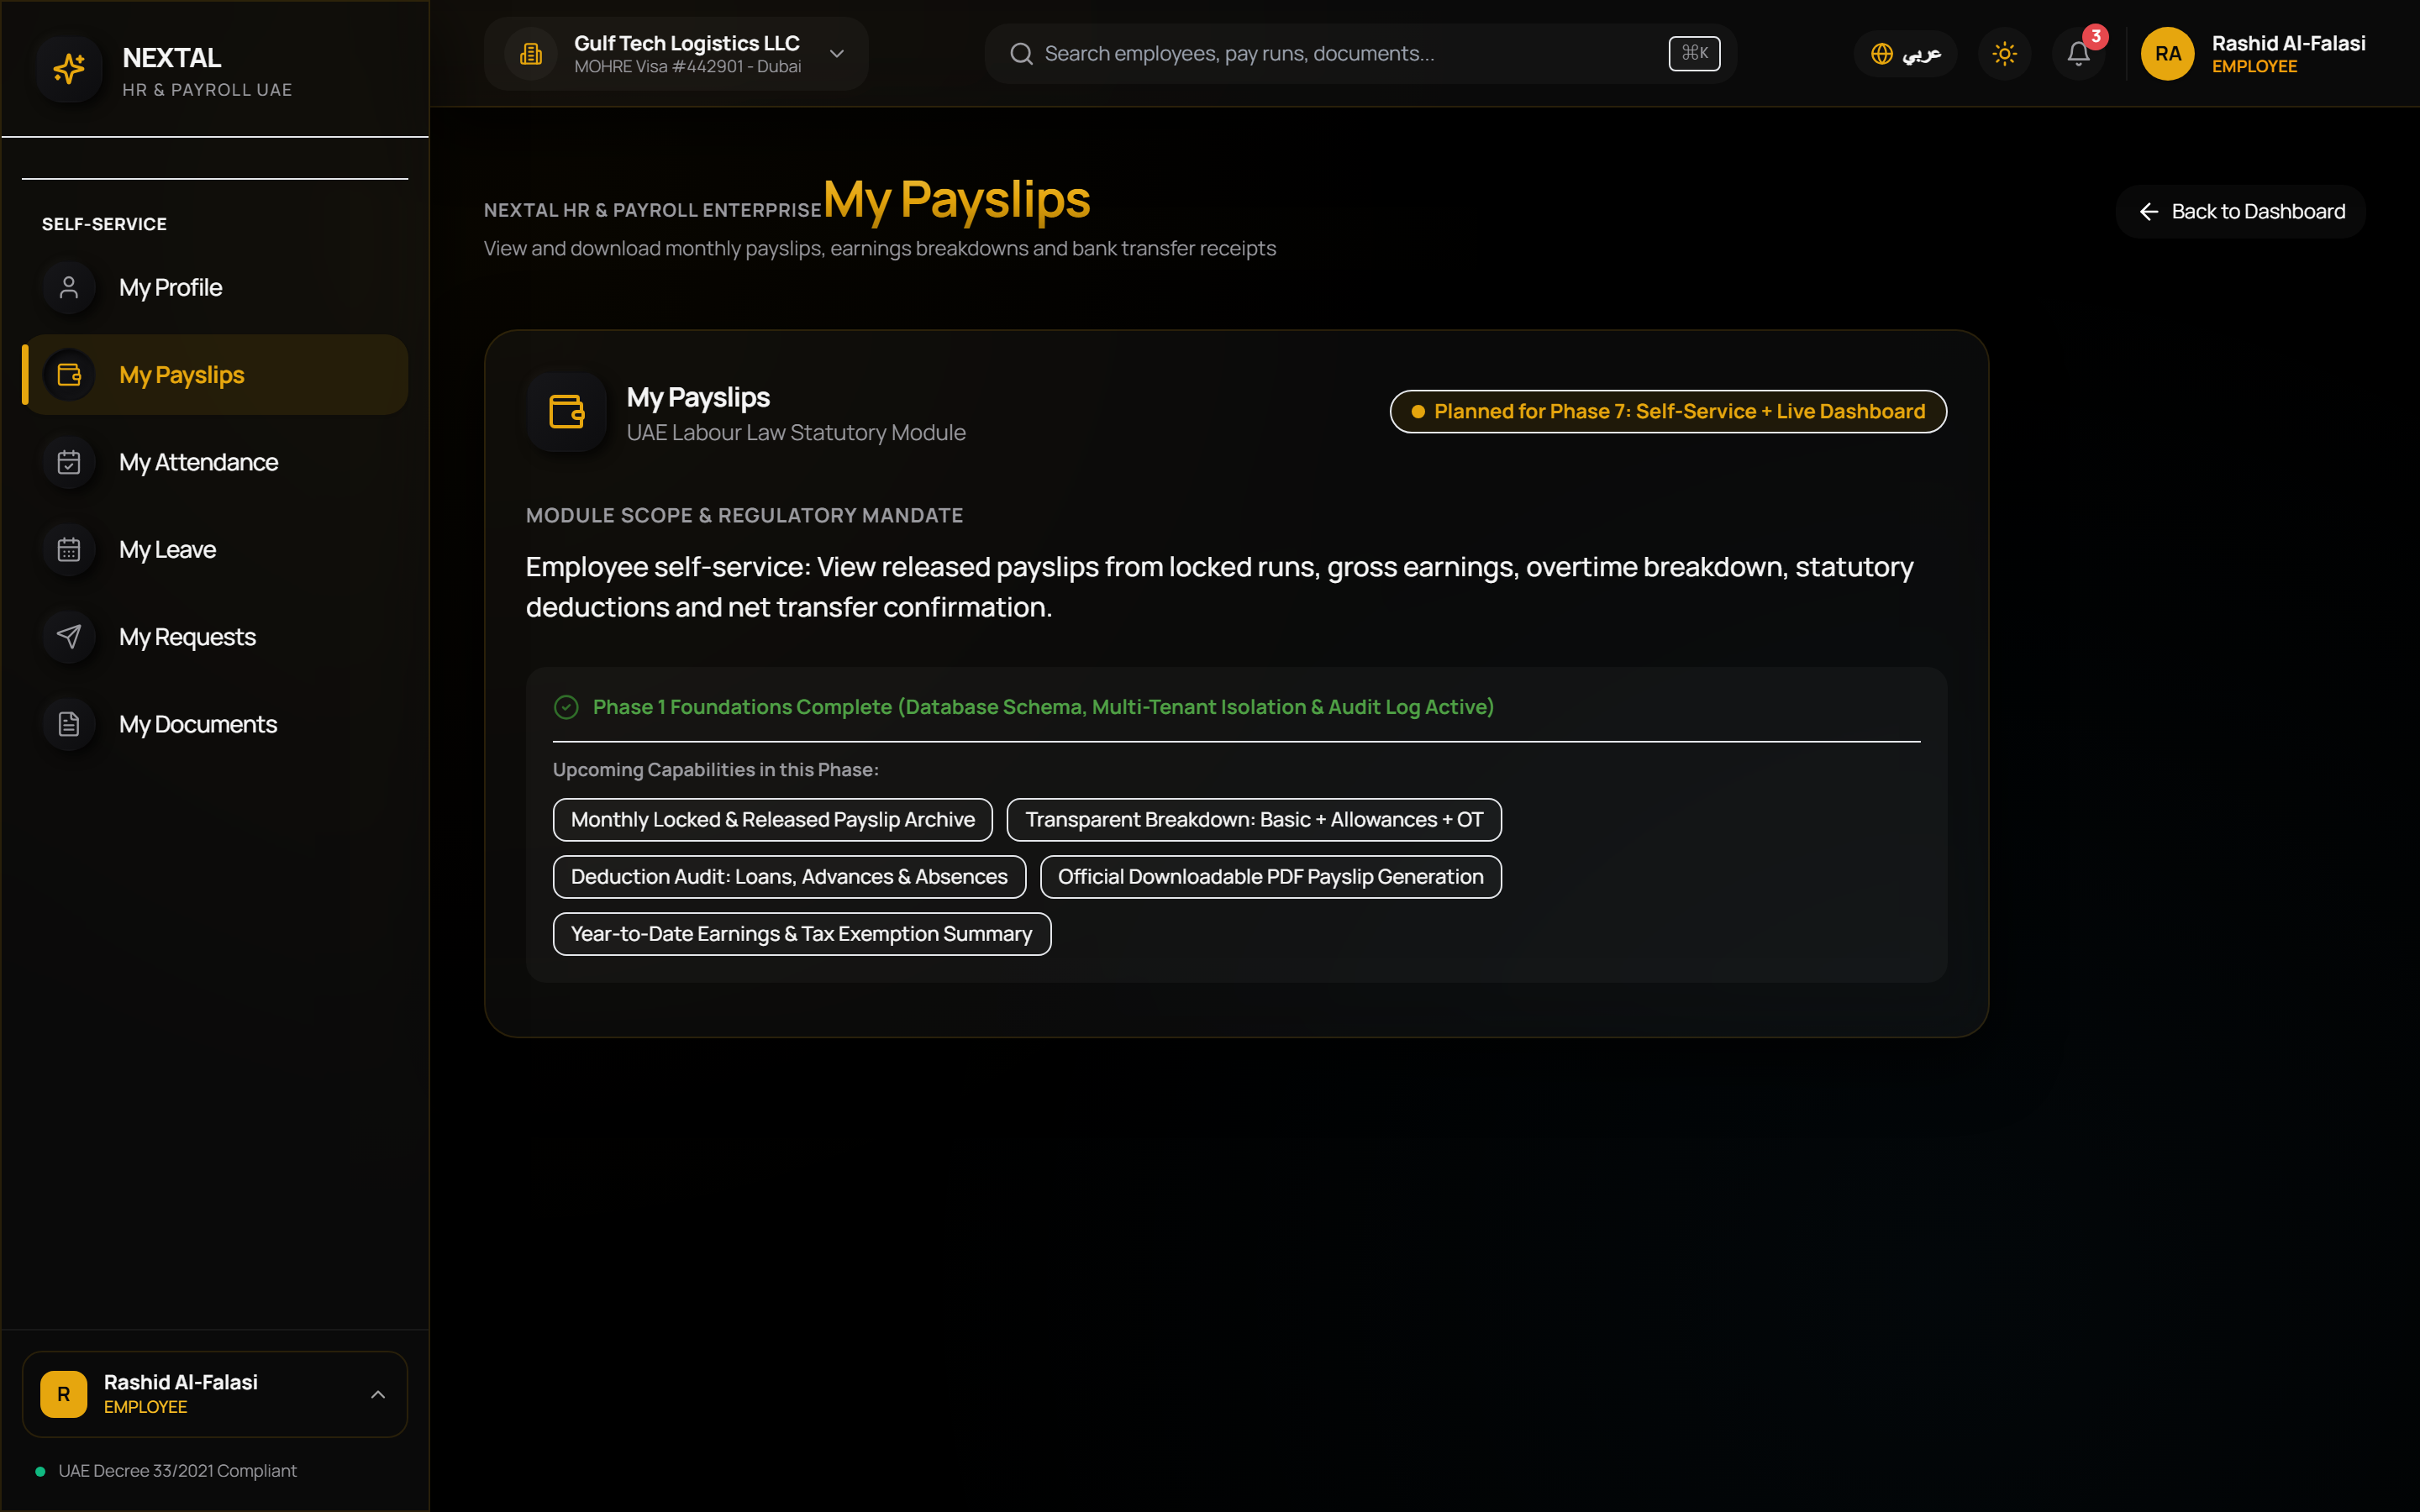 NEXTAL
HR & PAYROLL UAE
Gulf Tech Logistics LLC
MOHRE Visa #442901 - Dubai
Search employees, pay runs, documents...
⌘K
عربي
3
RA
Rashid Al-Falasi
EMPLOYEE
SELF-SERVICE
My Profile
My Payslips
My Attendance
My Leave
My Requests
My Documents
NEXTAL HR & PAYROLL ENTERPRISE My Payslips
View and download monthly payslips, earnings breakdowns and bank transfer receipts
Back to Dashboard
My Payslips
UAE Labour Law Statutory Module
Planned for Phase 7: Self-Service + Live Dashboard
MODULE SCOPE & REGULATORY MANDATE
Employee self-service: View released payslips from locked runs, gross earnings, overtime breakdown, statutory
deductions and net transfer confirmation.
Phase 1 Foundations Complete (Database Schema, Multi-Tenant Isolation & Audit Log Active)
Upcoming Capabilities in this Phase:
Monthly Locked & Released Payslip Archive
Transparent Breakdown: Basic + Allowances + OT
Deduction Audit: Loans, Advances & Absences
Official Downloadable PDF Payslip Generation
Year-to-Date Earnings & Tax Exemption Summary
R
Rashid Al-Falasi
EMPLOYEE
UAE Decree 33/2021 Compliant